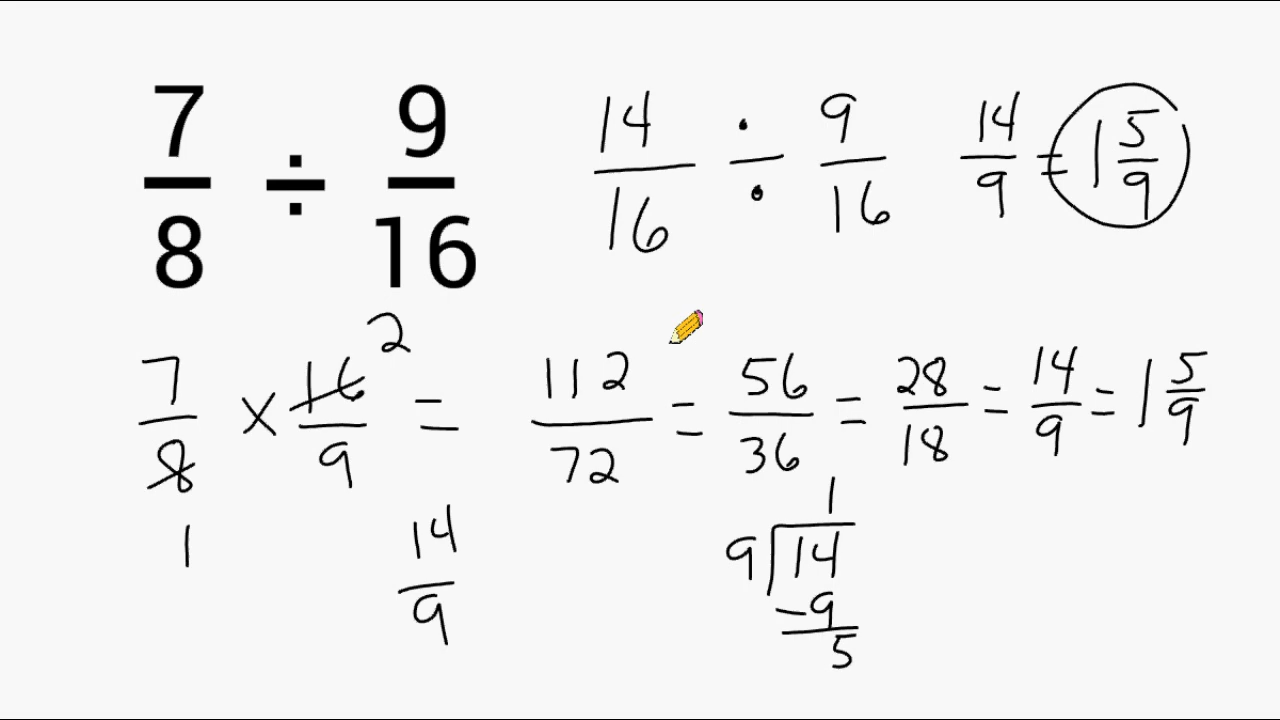 7/8 ÷ 9/16 14/16 ÷ 9/16 14/9 = 1 5/9
7/8 × 16/9 2 = 112/72 = 56/36 = 28/18 = 14/9 = 1 5/9
1 14/9
1
9 14
-9
5